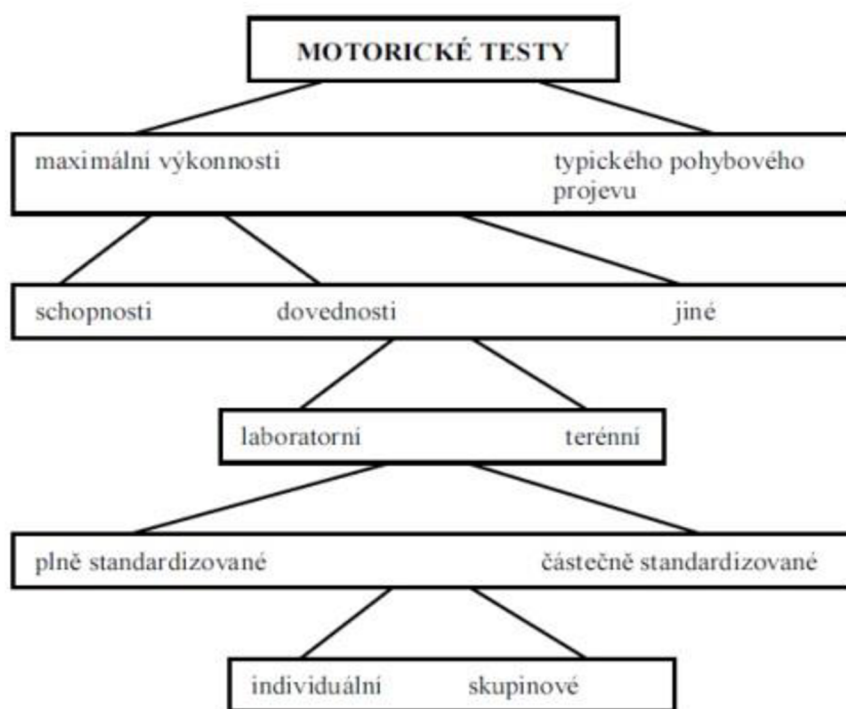 MOTORICKÉ TESTY
maximální výkonnosti typického pohybového
projevu
schopnosti dovednosti jiné
laboratorní terénní
plně standardizované částečně standardizované
individuální skupinové